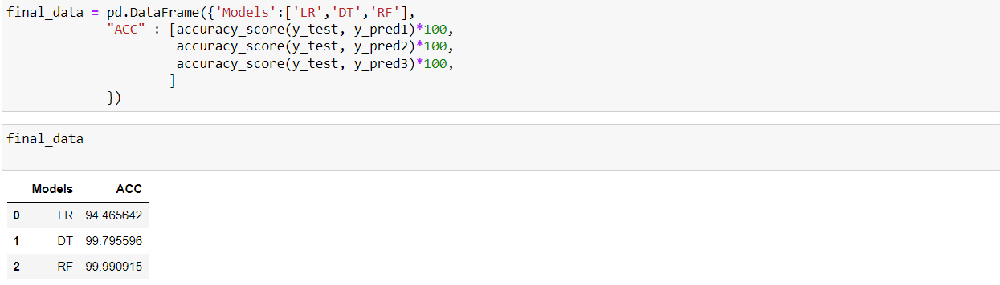 final_data = pd.DataFrame({'Models':['LR','DT','RF'],
"ACC" : [accuracy_score(y_test, y_pred1)*100,
accuracy_score(y_test, y_pred2)*100,
accuracy_score(y_test, y_pred3)*100,
]
})
final_data
Models ACC
0 LR 94.465642
1 DT 99.795596
2 RF 99.990915